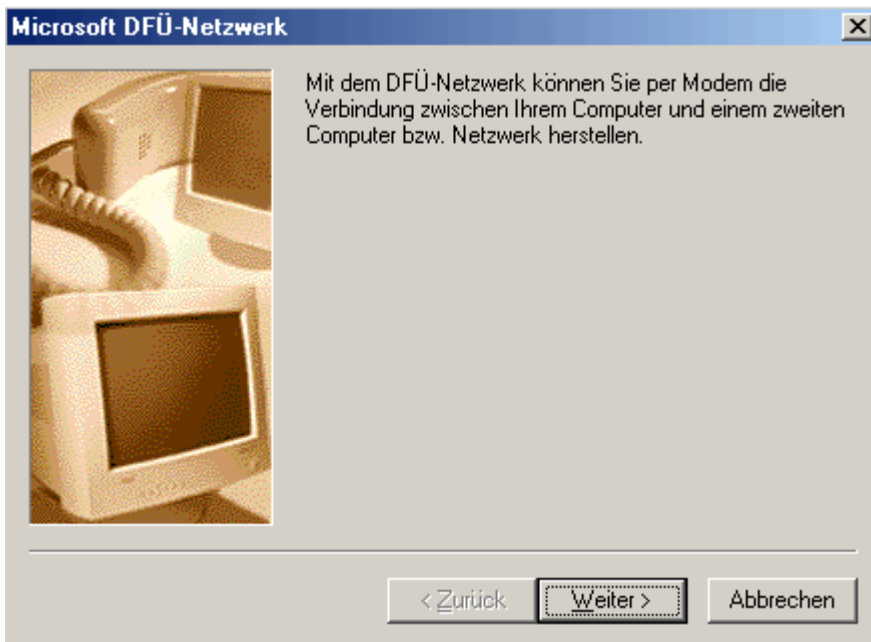 Microsoft DFÜ-Netzwerk
Mit dem DFÜ-Netzwerk können Sie per Modem die
Verbindung zwischen Ihrem Computer und einem zweiten
Computer bzw. Netzwerk herstellen.
< Zurück
Weiter >
Abbrechen